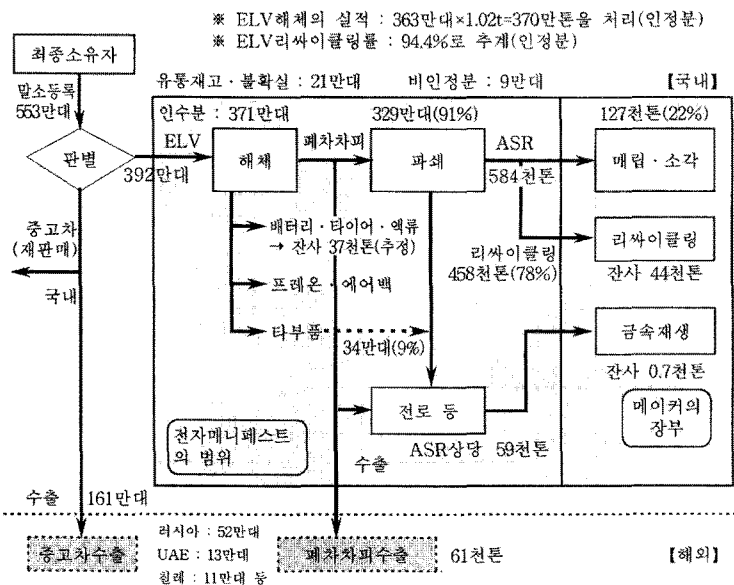 ※ ELV해체의 실적 : 363만대×1.02t=370만톤을 처리(인정분)
※ ELV리싸이클링률 : 94.4%로 추계(인정분)
최종소유자
말소등록
553만대
유통재고·불확실 : 21만대
비인정분 : 9만대
【국내】
인수분 : 371만대
329만대(91%)
127천톤(22%)
판별
ELV
392만대
해체
폐차차피
파쇄
ASR
584천톤
매립·소각
중고차
(재판매)
국내
배터리·타이어·액류
→ 잔사 37천톤(추정)
프레온·에어백
타부품
34만대(9%)
리싸이클링
458천톤(78%)
리싸이클링
잔사 44천톤
금속재생
잔사 0.7천톤
전로 등
ASR상당 59천톤
메이커의
장부
전자메니페스트
의 범위
수출
수출
161만대
중고차수출
러시아 : 52만대
UAE : 13만대
칠레 : 11만대 등
폐차차피수출
61천톤
【해외】